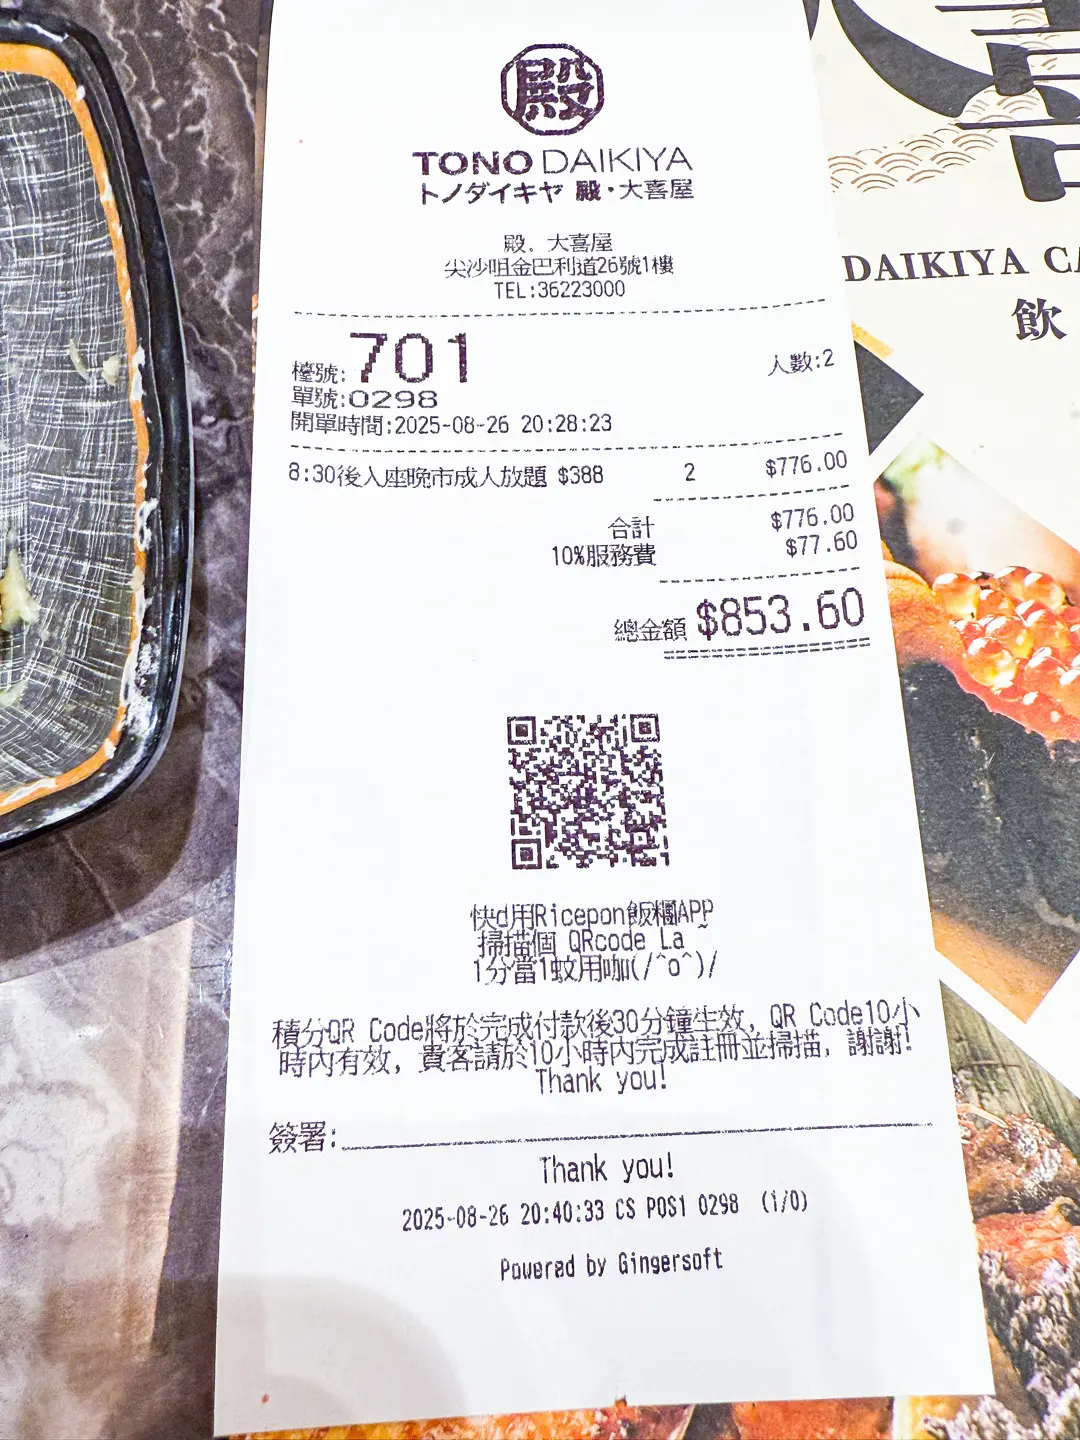 殿
TONO DAIKIYA
トノダイキヤ 殿・大喜屋
殿。大喜屋
尖沙咀金巴利道26號1樓
TEL:36223000
檯號:701
人數:2
單號:0298
開單時間:2025-08-26 20:28:23
8:30後入座晚市成人放題 $388 2 $776.00
合計 $776.00
10%服務費 $77.60
總金額 $853.60
快d用Ricepon飯糰APP
掃描個 QRcode La ~
1分當1蚊用咖(/^o^)/
積分QR Code將於完成付款後30分鐘生效, QR Code10小
時內有效, 貴客請於10小時內完成註冊並掃描, 謝謝!
Thank you!
簽署:
Thank you!
2025-08-26 20:40:33 CS POS1 0298 (1/0)
Powered by Gingersoft
DAIKIYA CA
飲